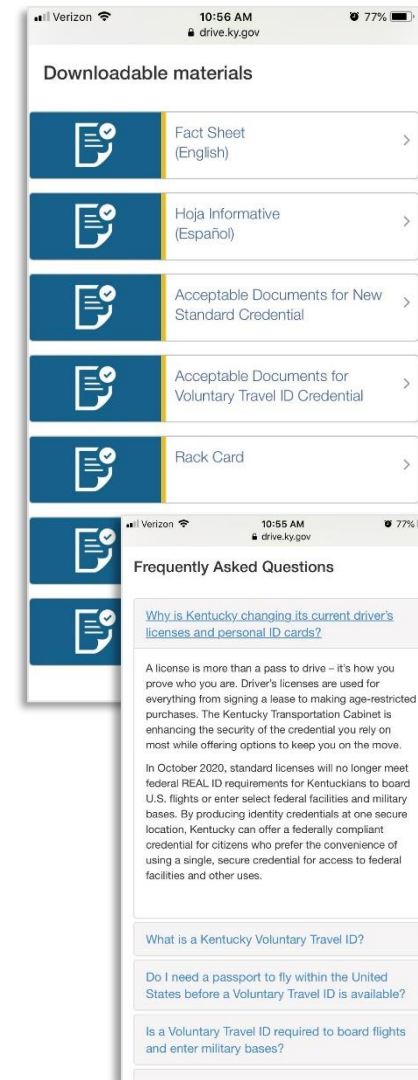 Verizon
10:56 AM
77%
drive.ky.gov
Downloadable materials
Fact Sheet
(English)
Hoja Informative
(Español)
Acceptable Documents for New
Standard Credential
Acceptable Documents for
Voluntary Travel ID Credential
Rack Card
Verizon
10:55 AM
77%
drive.ky.gov
Frequently Asked Questions
Why is Kentucky changing its current driver's
licenses and personal ID cards?
A license is more than a pass to drive – it's how you
prove who you are. Driver's licenses are used for
everything from signing a lease to making age-restricted
purchases. The Kentucky Transportation Cabinet is
enhancing the security of the credential you rely on
most while offering options to keep you on the move.
In October 2020, standard licenses will no longer meet
federal REAL ID requirements for Kentuckians to board
U.S. flights or enter select federal facilities and military
bases. By producing identity credentials at one secure
location, Kentucky can offer a federally compliant
credential for citizens who prefer the convenience of
using a single, secure credential for access to federal
facilities and other uses.
What is a Kentucky Voluntary Travel ID?
Do I need a passport to fly within the United
States before a Voluntary Travel ID is available?
Is a Voluntary Travel ID required to board flights
and enter military bases?